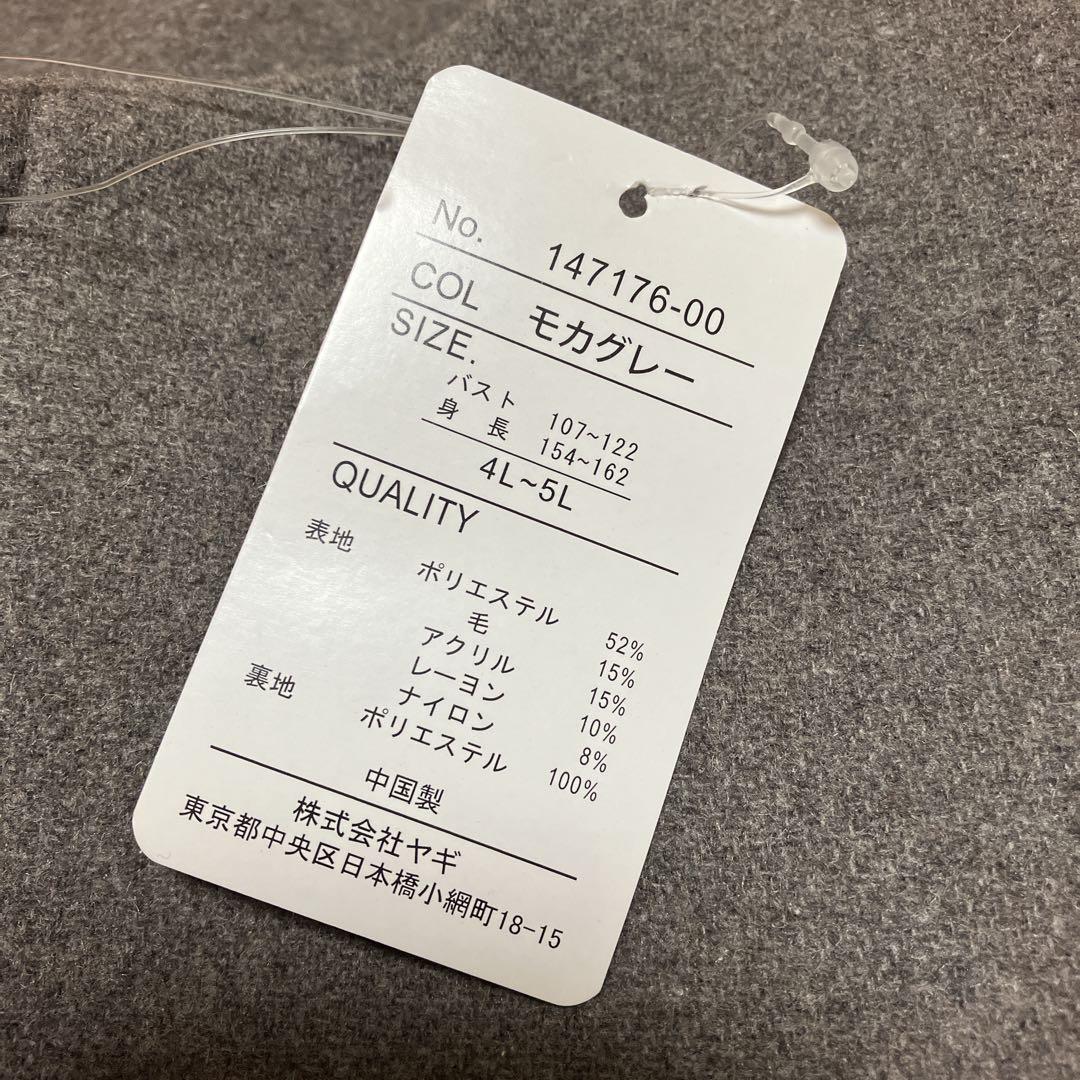 No. 147176-00
COL モカグレー
SIZE.
バスト 107~122
身長 154~162
4L~5L
QUALITY
表地
ポリエステル 52%
毛 15%
アクリル 15%
レーヨン 10%
ナイロン 8%
裏地 ポリエステル 100%
中国製
株式会社ヤギ
東京都中央区日本橋小網町18-15